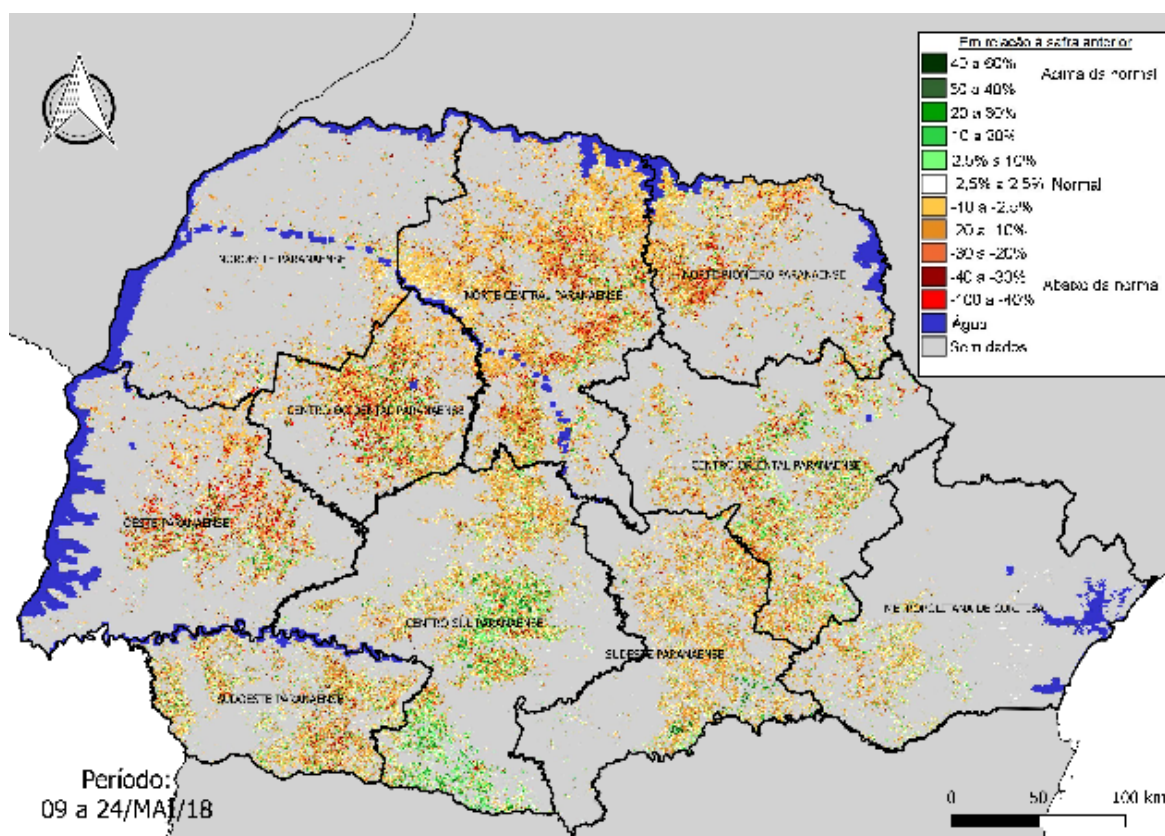 Em relação a safra anterior
40 a 60%
30 a 40%
Acima da normal
20 a 30%
10 a 20%
2,5% a 10%
2,5% a 2,5% Normal
-10 a -2,5%
-20 a -10%
-30 a -20%
-40 a -30%
Abaixo da normal
-100 a -40%
Água
Sem dados
NOROESTE PARANAENSE
NORTE CENTRAL PARANAENSE
NORTE PIONEIRO PARANAENSE
CENTRO OCIDENTAL PARANAENSE
CENTRO ORIENTAL PARANAENSE
OESTE PARANAENSE
METROPOLITANA DE CURITIBA
CENTRO SUL PARANAENSE
SUDESTE PARANAENSE
SUDOESTE PARANAENSE
Período:
09 a 24/MAI/18
0 50 100 km